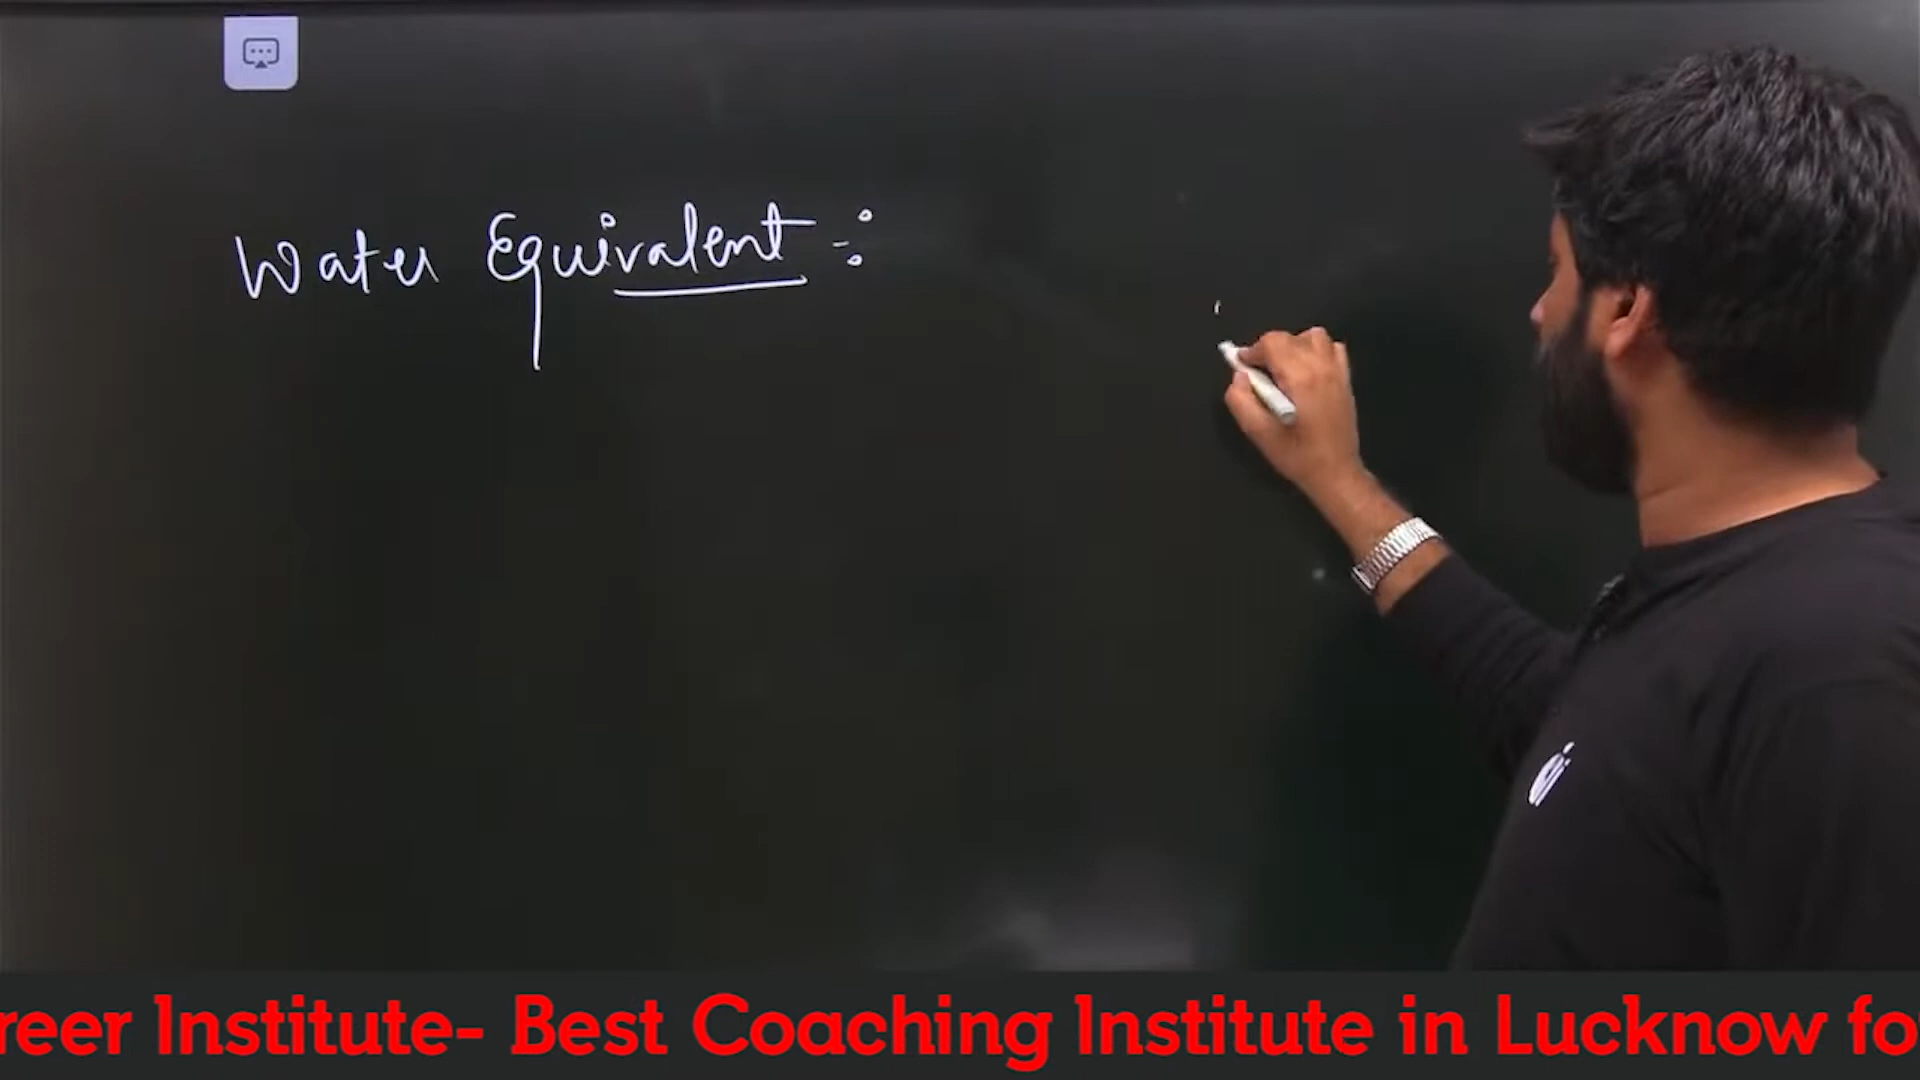 Water Equivalent :-
reer Institute- Best Coaching Institute in Lucknow fo